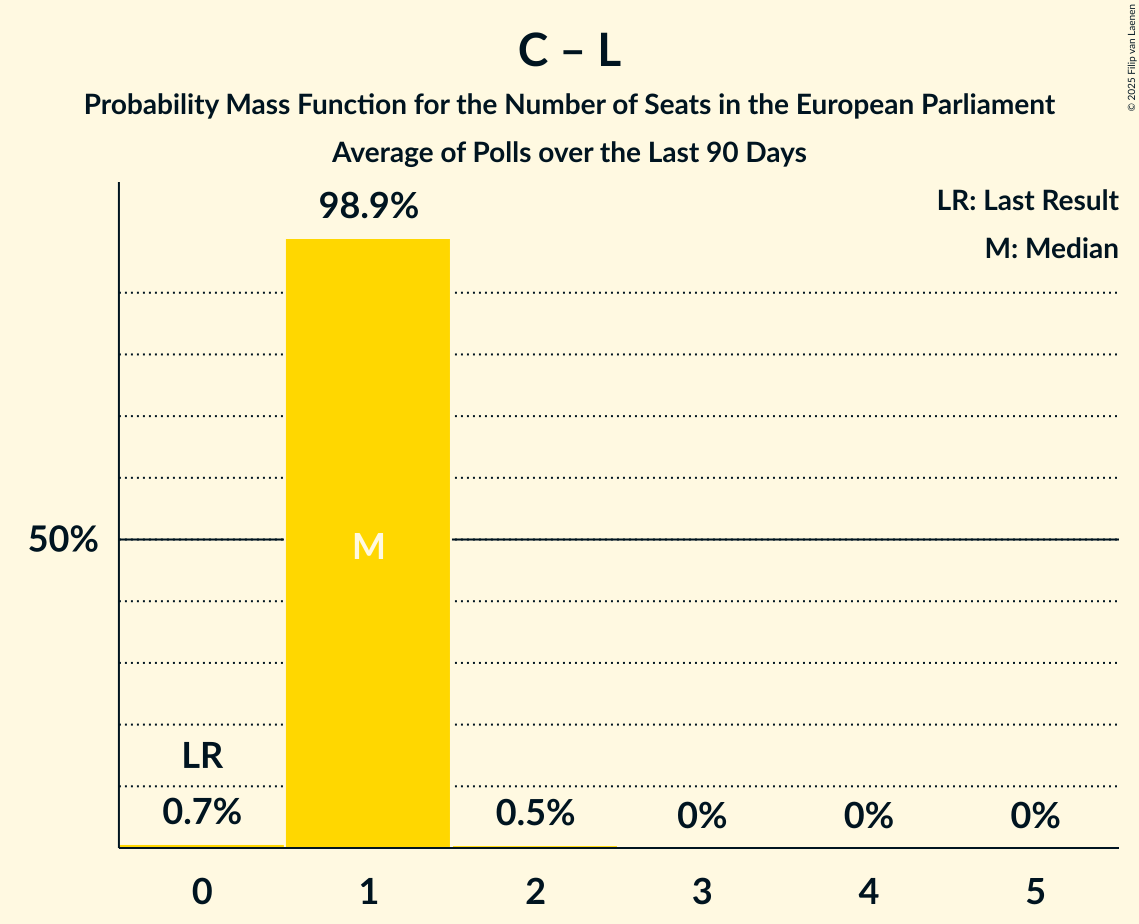 C – L
Probability Mass Function for the Number of Seats in the European Parliament
Average of Polls over the Last 90 Days
© 2025 Filip van Laenen
LR: Last Result
M: Median
98.9%
50%
M
LR
0.7%
0.5%
0%
0%
0%
0 1 2 3 4 5